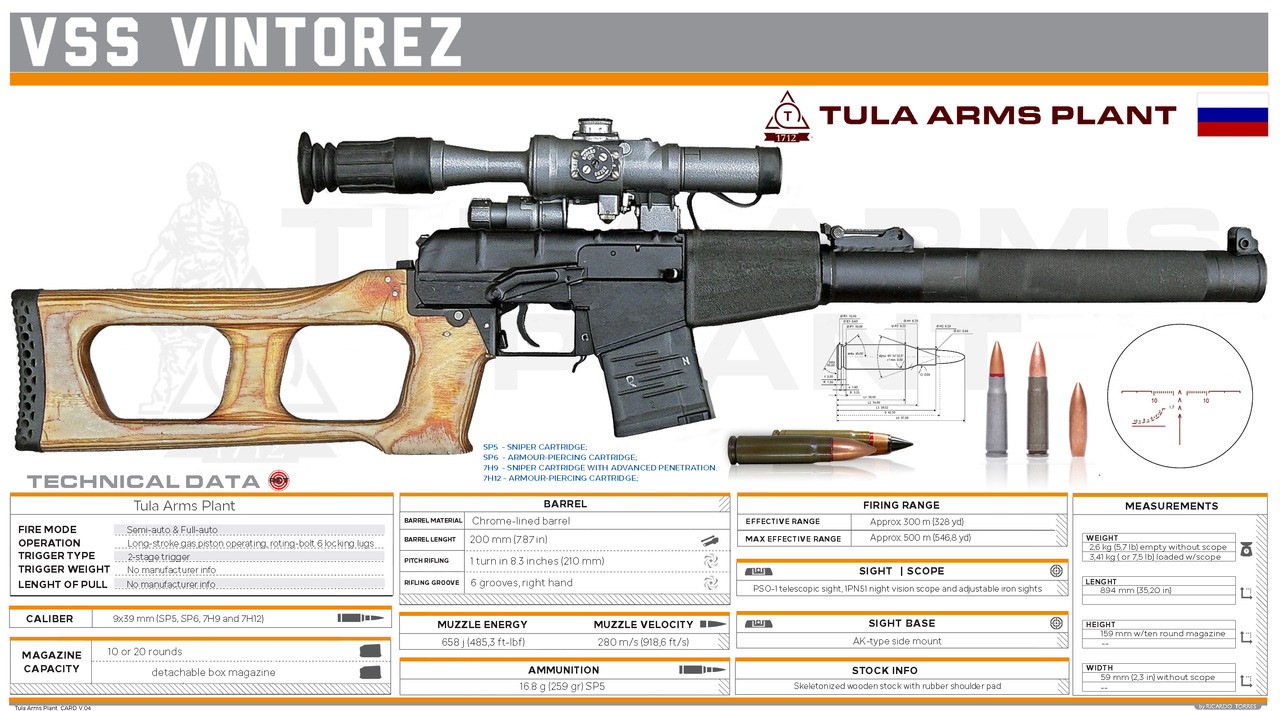 VSS VINTOREZ
T
1712
TULA ARMS PLANT
TULA ARMS
PLANT
1712
10
10
1.7
SP5 - SNIPER CARTRIDGE;
SP6 - ARMOUR-PIERCING CARTRIDGE;
7H9 - SNIPER CARTRIDGE WITH ADVANCED PENETRATION.
7H12 - ARMOUR-PIERCING CARTRIDGE;
TECHNICAL DATA
Tula Arms Plant
FIRE MODE Semi-auto & Full-auto
OPERATION Long-stroke gas piston operating, roting-bolt 6 locking lugs
TRIGGER TYPE 2-stage trigger
TRIGGER WEIGHT No manufacturer info
LENGHT OF PULL No manufacturer info
CALIBER 9x39 mm (SP5, SP6, 7H9 and 7H12)
MAGAZINE CAPACITY
10 or 20 rounds
detachable box magazine
BARREL
BARREL MATERIAL Chrome-lined barrel
BARREL LENGHT 200 mm (7.87 in)
PITCH RIFLING 1 turn in 8.3 inches (210 mm)
RIFLING GROOVE 6 grooves, right hand
MUZZLE ENERGY MUZZLE VELOCITY
658 j (485,3 ft-lbf) 280 m/s (918,6 ft/s)
AMMUNITION
16.8 g (259 gr) SP5
FIRING RANGE
EFFECTIVE RANGE Approx 300 m (328 yd)
MAX EFFECTIVE RANGE Approx 500 m (546,8 yd)
SIGHT | SCOPE
PSO-1 telescopic sight, 1PN51 night vision scope and adjustable iron sights
SIGHT BASE
AK-type side mount
STOCK INFO
Skeletonized wooden stock with rubber shoulder pad
MEASUREMENTS
WEIGHT
2,6 kg (5,7 lb) empty without scope
3,41 kg ( or 7,5 lb) loaded w/scope
LENGHT
894 mm (35,20 in)
HEIGHT
159 mm w/ten round magazine
--
WIDTH
59 mm (2,3 in) without scope
--
Tula Arms Plant CARD V.04
by RICARDO TORRES